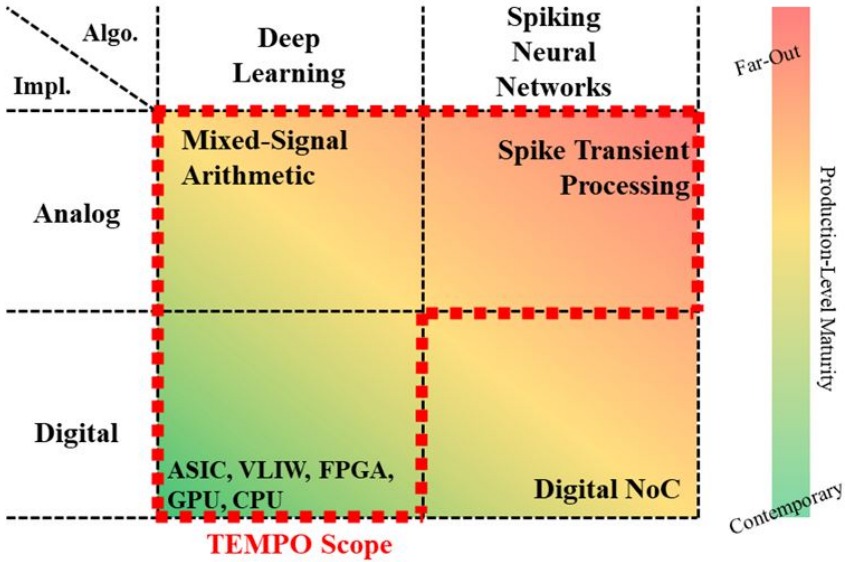 Algo.
Impl.
Deep
Learning
Spiking
Neural
Networks
Far-Out
Mixed-Signal
Arithmetic
Spike Transient
Processing
Analog
Production-Level Maturity
Digital
ASIC, VLIW, FPGA,
GPU, CPU
Digital NoC
Contemporary
TEMPO Scope